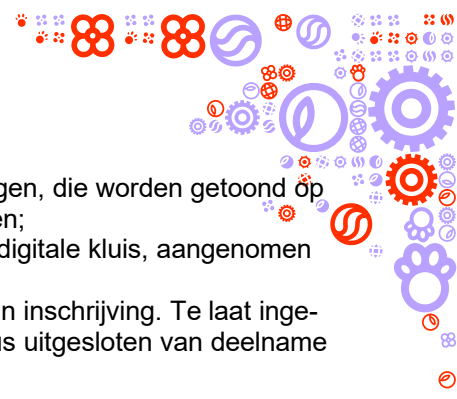 gen, die worden getoond op
en;
digitale kluis, aangenomen
n inschrijving. Te laat inge-
us uitgesloten van deelname